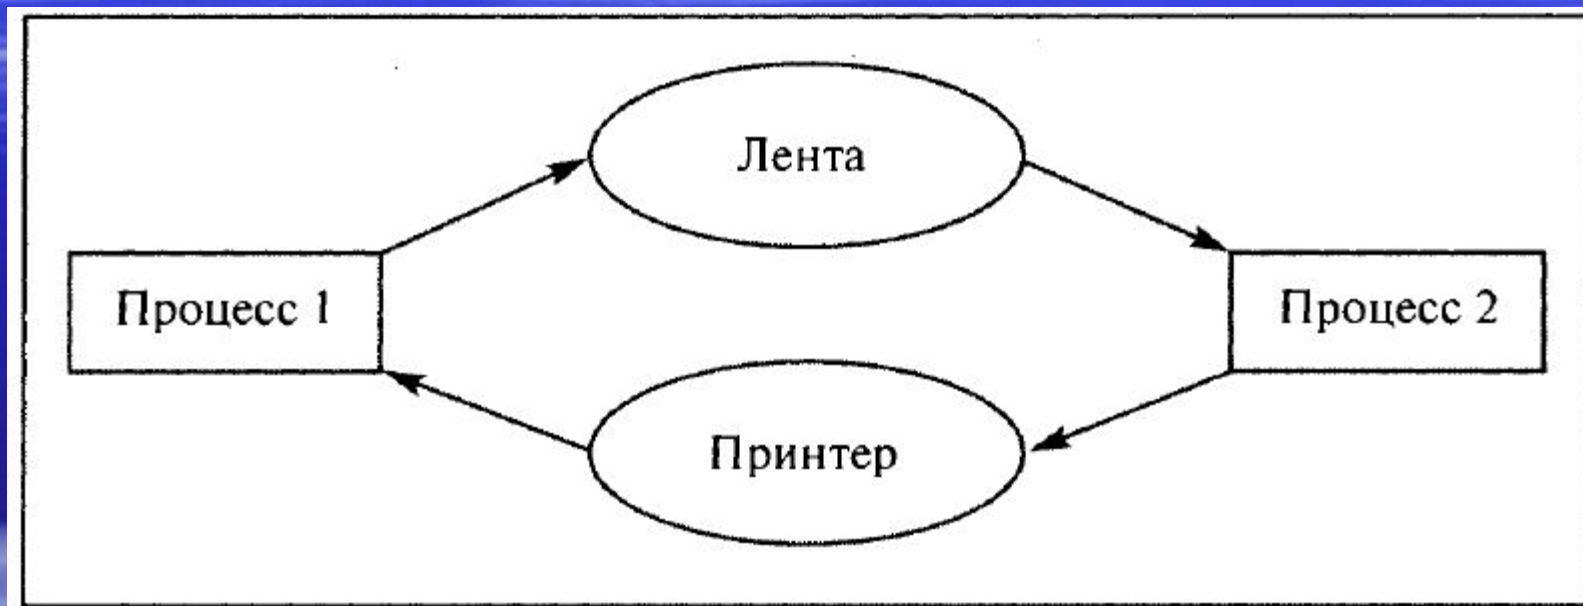 Лента
Процесс 1
Процесс 2
Принтер